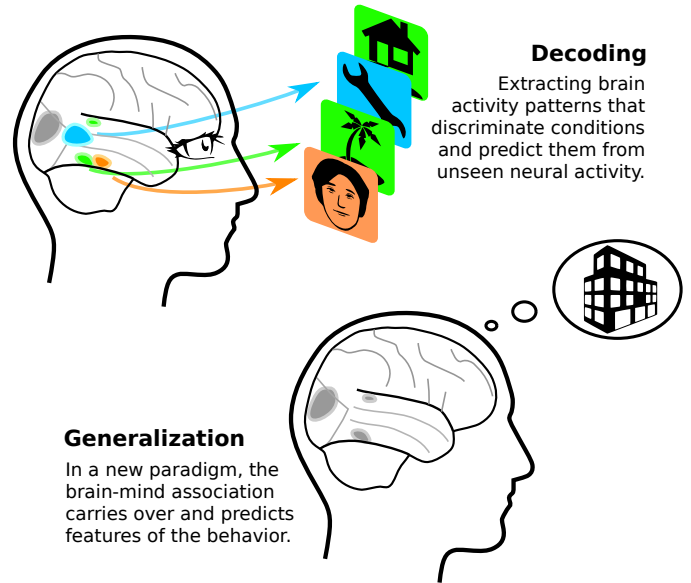 Decoding
Extracting brain
activity patterns that
discriminate conditions
and predict them from
unseen neural activity.
Generalization
In a new paradigm, the
brain-mind association
carries over and predicts
features of the behavior.